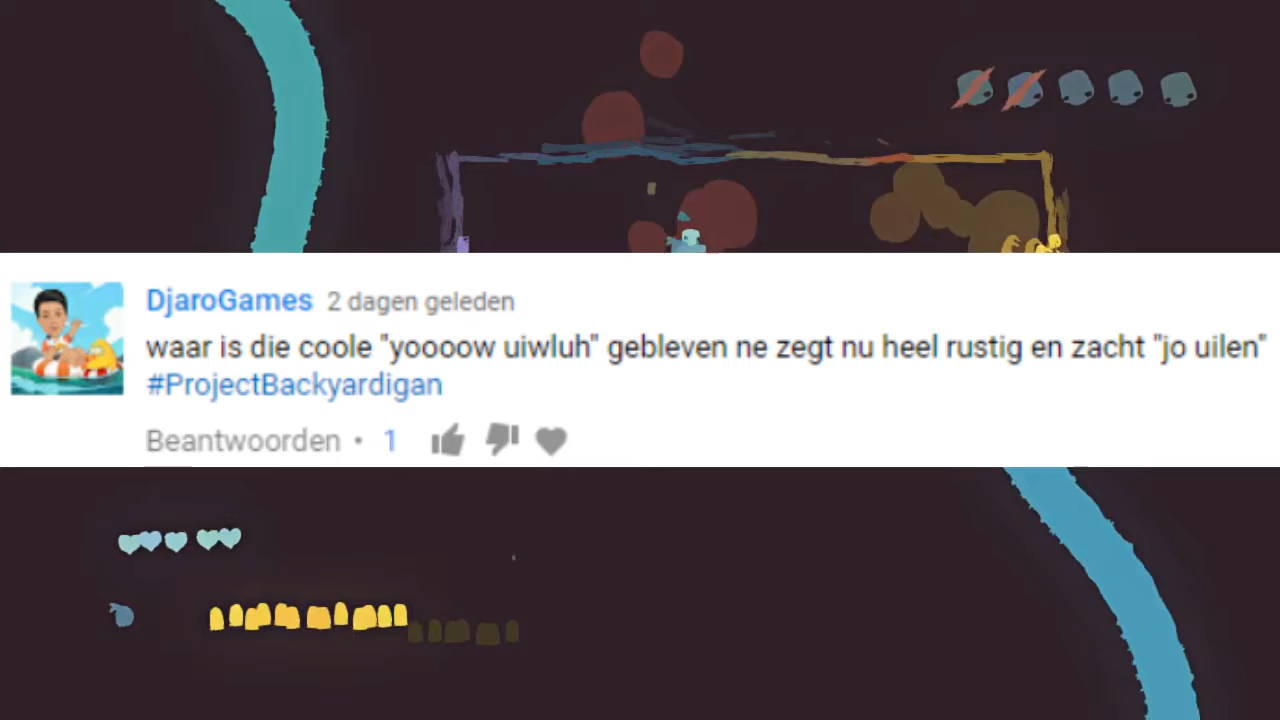 DjaroGames 2 dagen geleden
waar is die coole "yoooow uiwluh" gebleven ne zegt nu heel rustig en zacht "jo uilen"
#ProjectBackyardigan
Beantwoorden • 1